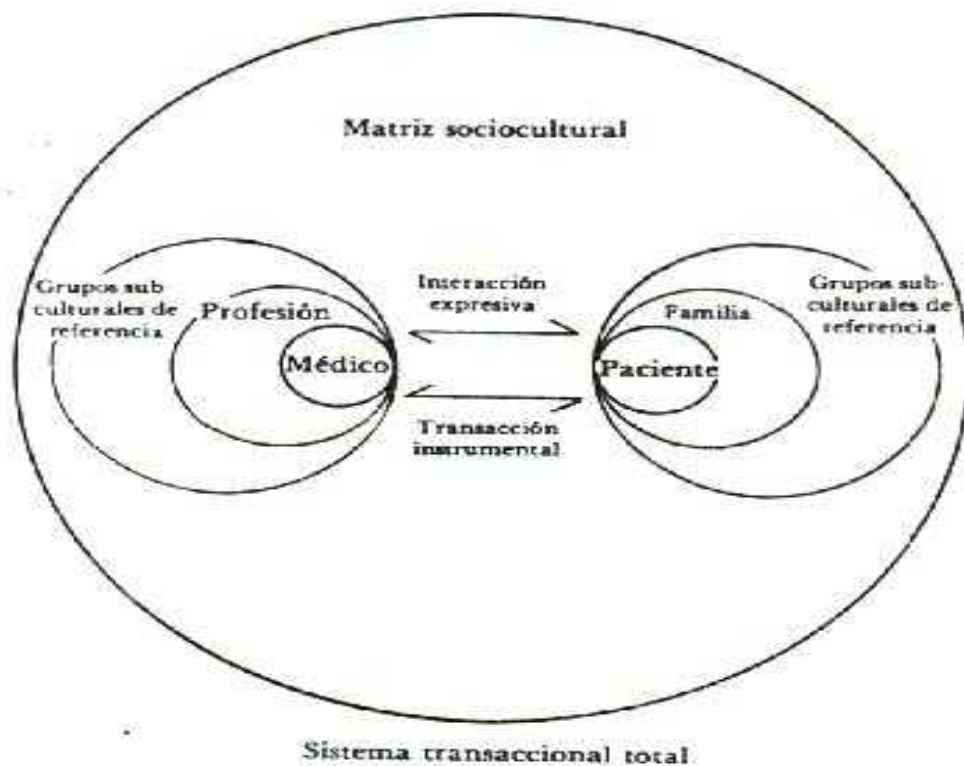 Matriz sociocultural
Grupos sub-
culturales de
referencia
Profesión
Médico
Interacción
expresiva
Transacción
instrumental
Familia
Paciente
Grupos sub-
culturales de
referencia
Sistema transaccional total